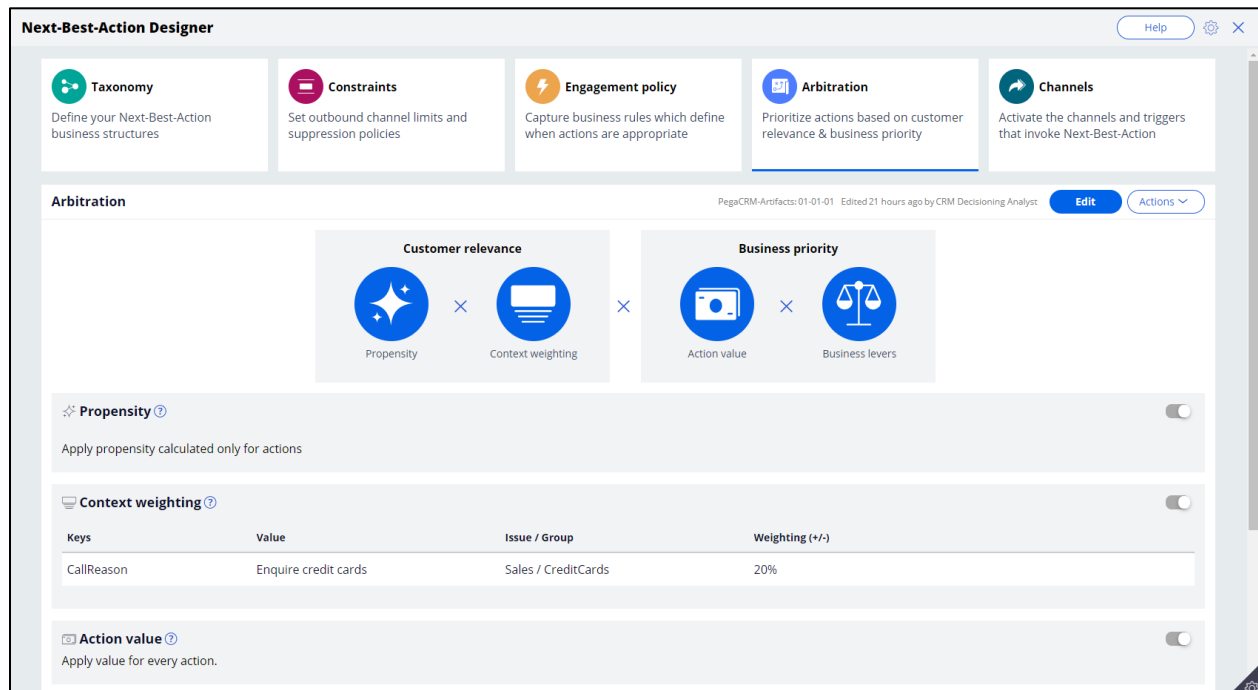 Next-Best-Action Designer
Help
Taxonomy
Define your Next-Best-Action
business structures
Constraints
Set outbound channel limits and
suppression policies
Engagement policy
Capture business rules which define
when actions are appropriate
Arbitration
Prioritize actions based on customer
relevance & business priority
Channels
Activate the channels and triggers
that invoke Next-Best-Action
Arbitration
PegaCRM-Artifacts: 01-01-01 Edited 21 hours ago by CRM Decisioning Analyst
Edit
Actions
Customer relevance
Business priority
Propensity
Context weighting
Action value
Business levers
Propensity ?
Apply propensity calculated only for actions
Context weighting ?
Keys Value Issue / Group Weighting (+/-)
CallReason Enquire credit cards Sales / CreditCards 20%
Action value ?
Apply value for every action.